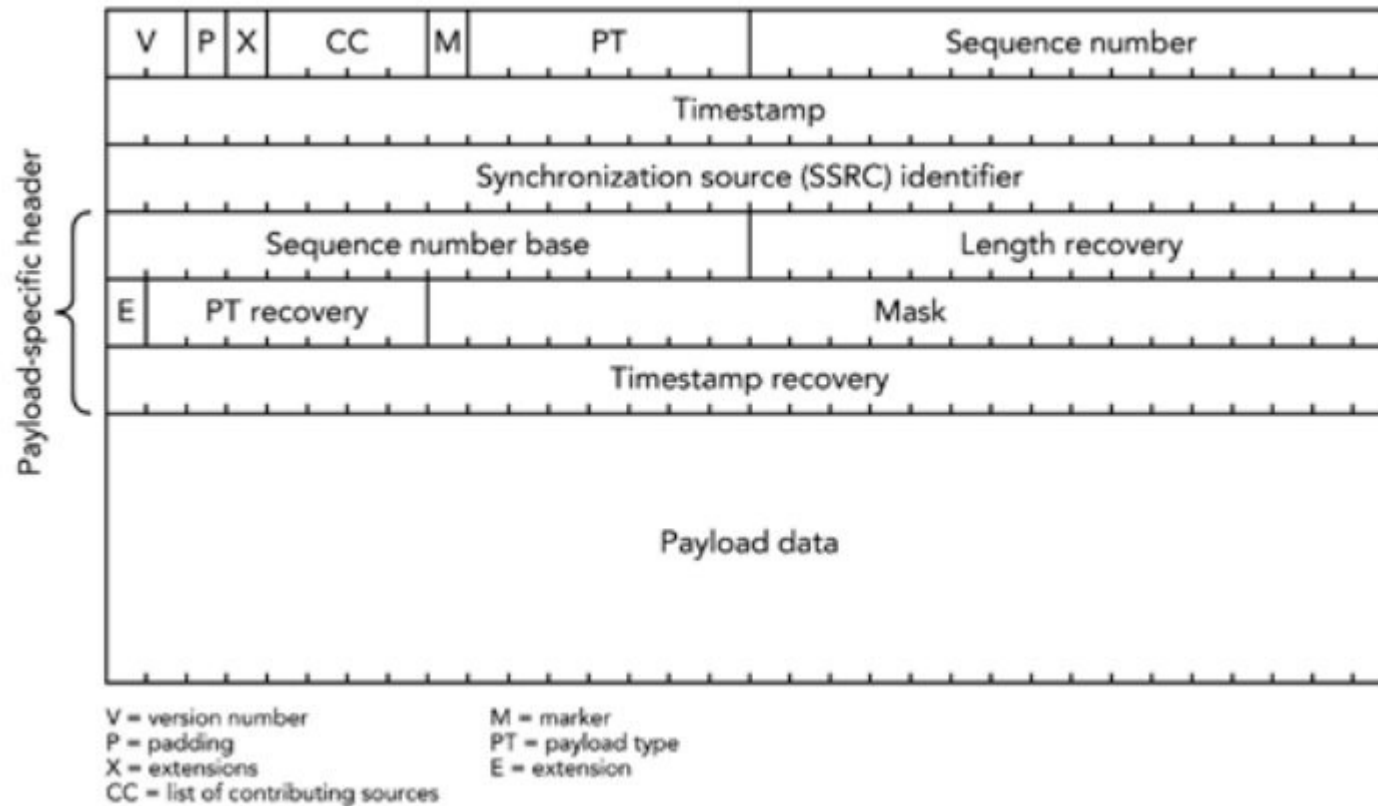 V P X CC M PT Sequence number
Timestamp
Synchronization source (SSRC) identifier
Payload-specific header
Sequence number base Length recovery
E PT recovery Mask
Timestamp recovery
Payload data
V = version number M = marker
P = padding PT = payload type
X = extensions E = extension
CC = list of contributing sources